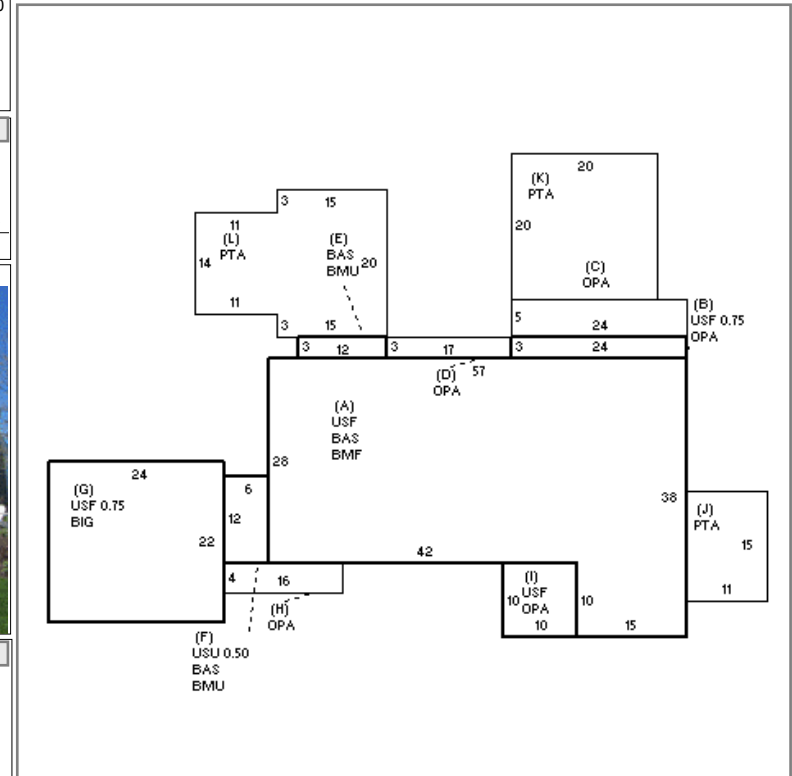 20
(K)
PTA
3
15
11
(L)
PTA
14
(E)
BAS
BMU
20
20
(C)
OPA
11
3
15
5
24
(B)
USF 0.75
OPA
3
12
3
17
3
24
57
(D)
OPA
(A)
USF
BAS
BMF
28
24
(G)
USF 0.75
BIG
6
12
22
38
(J)
PTA
15
11
42
4
16
(H)
OPA
(I)
USF
OPA
10
10
10
15
(F)
USU 0.50
BAS
BMU